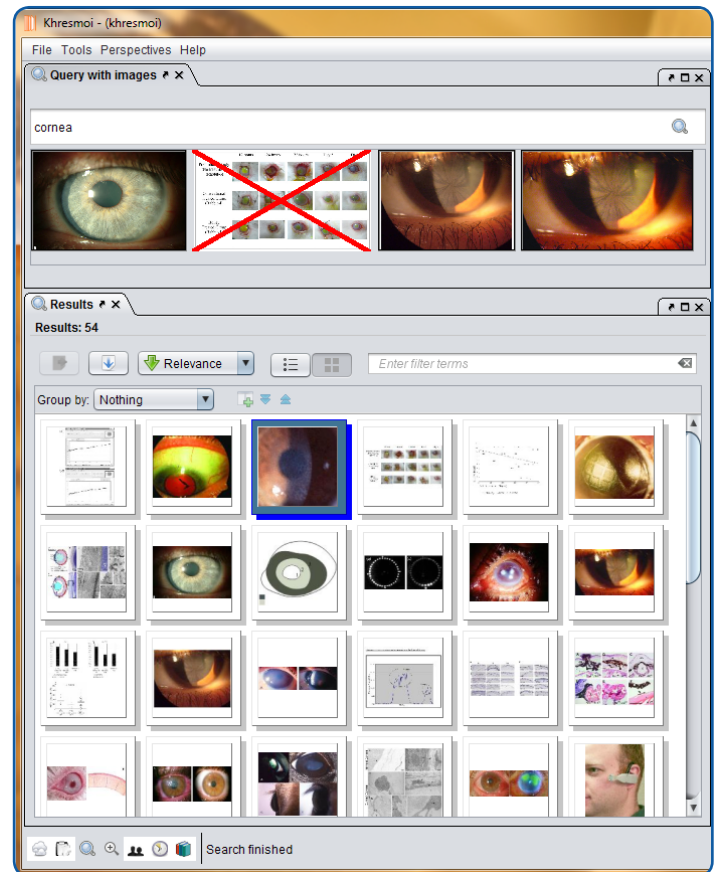 Khresmoi - (khresmoi)
File Tools Perspectives Help
Query with images
cornea
Results
Results: 54
Relevance
Enter filter terms
Group by: Nothing
Search finished